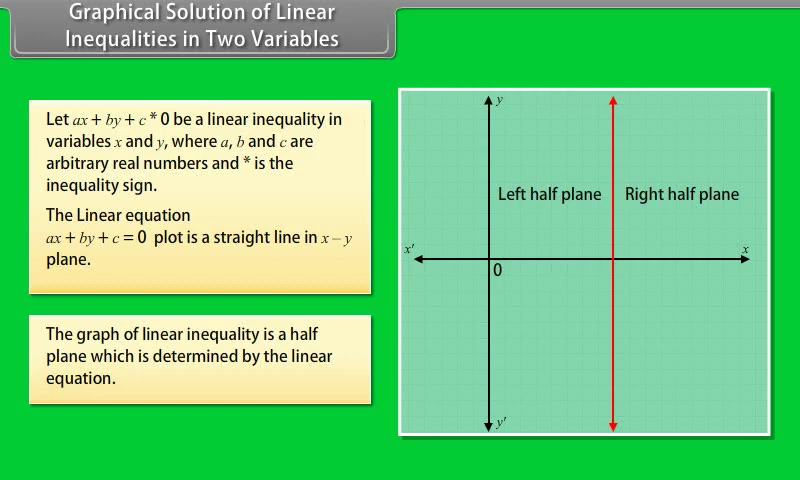 Graphical Solution of Linear
Inequalities in Two Variables
Let ax + by + c * 0 be a linear inequality in
variables x and y, where a, b and c are
arbitrary real numbers and * is the
inequality sign.
The Linear equation
ax + by + c = 0 plot is a straight line in x – y
plane.
The graph of linear inequality is a half
plane which is determined by the linear
equation.
y
Left half plane
Right half plane
x'
x
0
y'